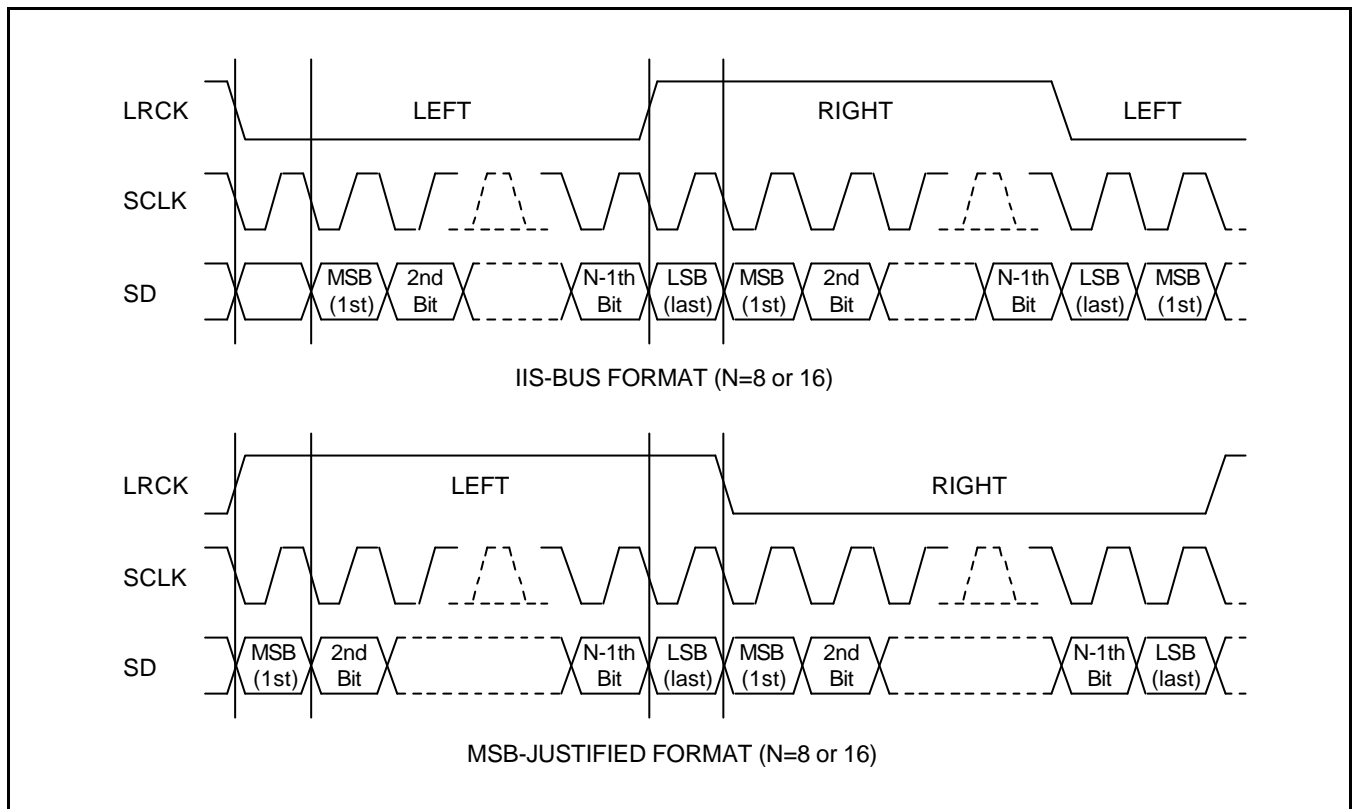 LRCK LEFT RIGHT LEFT
SCLK
SD MSB (1st) 2nd Bit N-1th Bit LSB (last) MSB (1st) 2nd Bit N-1th Bit LSB (last) MSB (1st)
IIS-BUS FORMAT (N=8 or 16)
LRCK LEFT RIGHT
SCLK
SD MSB (1st) 2nd Bit N-1th Bit LSB (last) MSB (1st) 2nd Bit N-1th Bit LSB (last)
MSB-JUSTIFIED FORMAT (N=8 or 16)